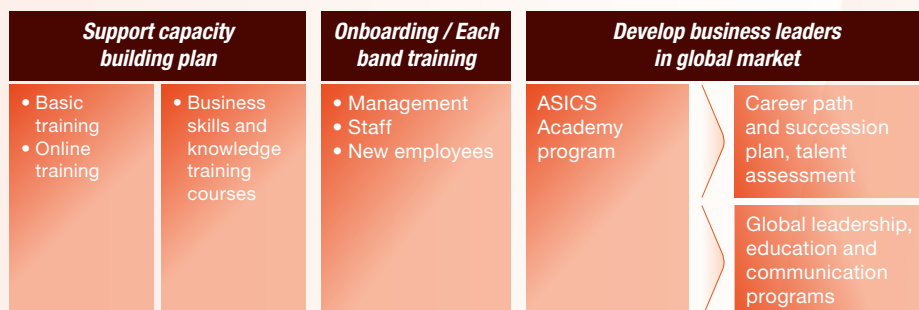 Support capacity
building plan
• Basic
training
• Online
training
• Business
skills and
knowledge
training
courses
Onboarding / Each
band training
• Management
• Staff
• New employees
Develop business leaders
in global market
ASICS
Academy
program
Career path
and succession
plan, talent
assessment
Global leadership,
education and
communication
programs